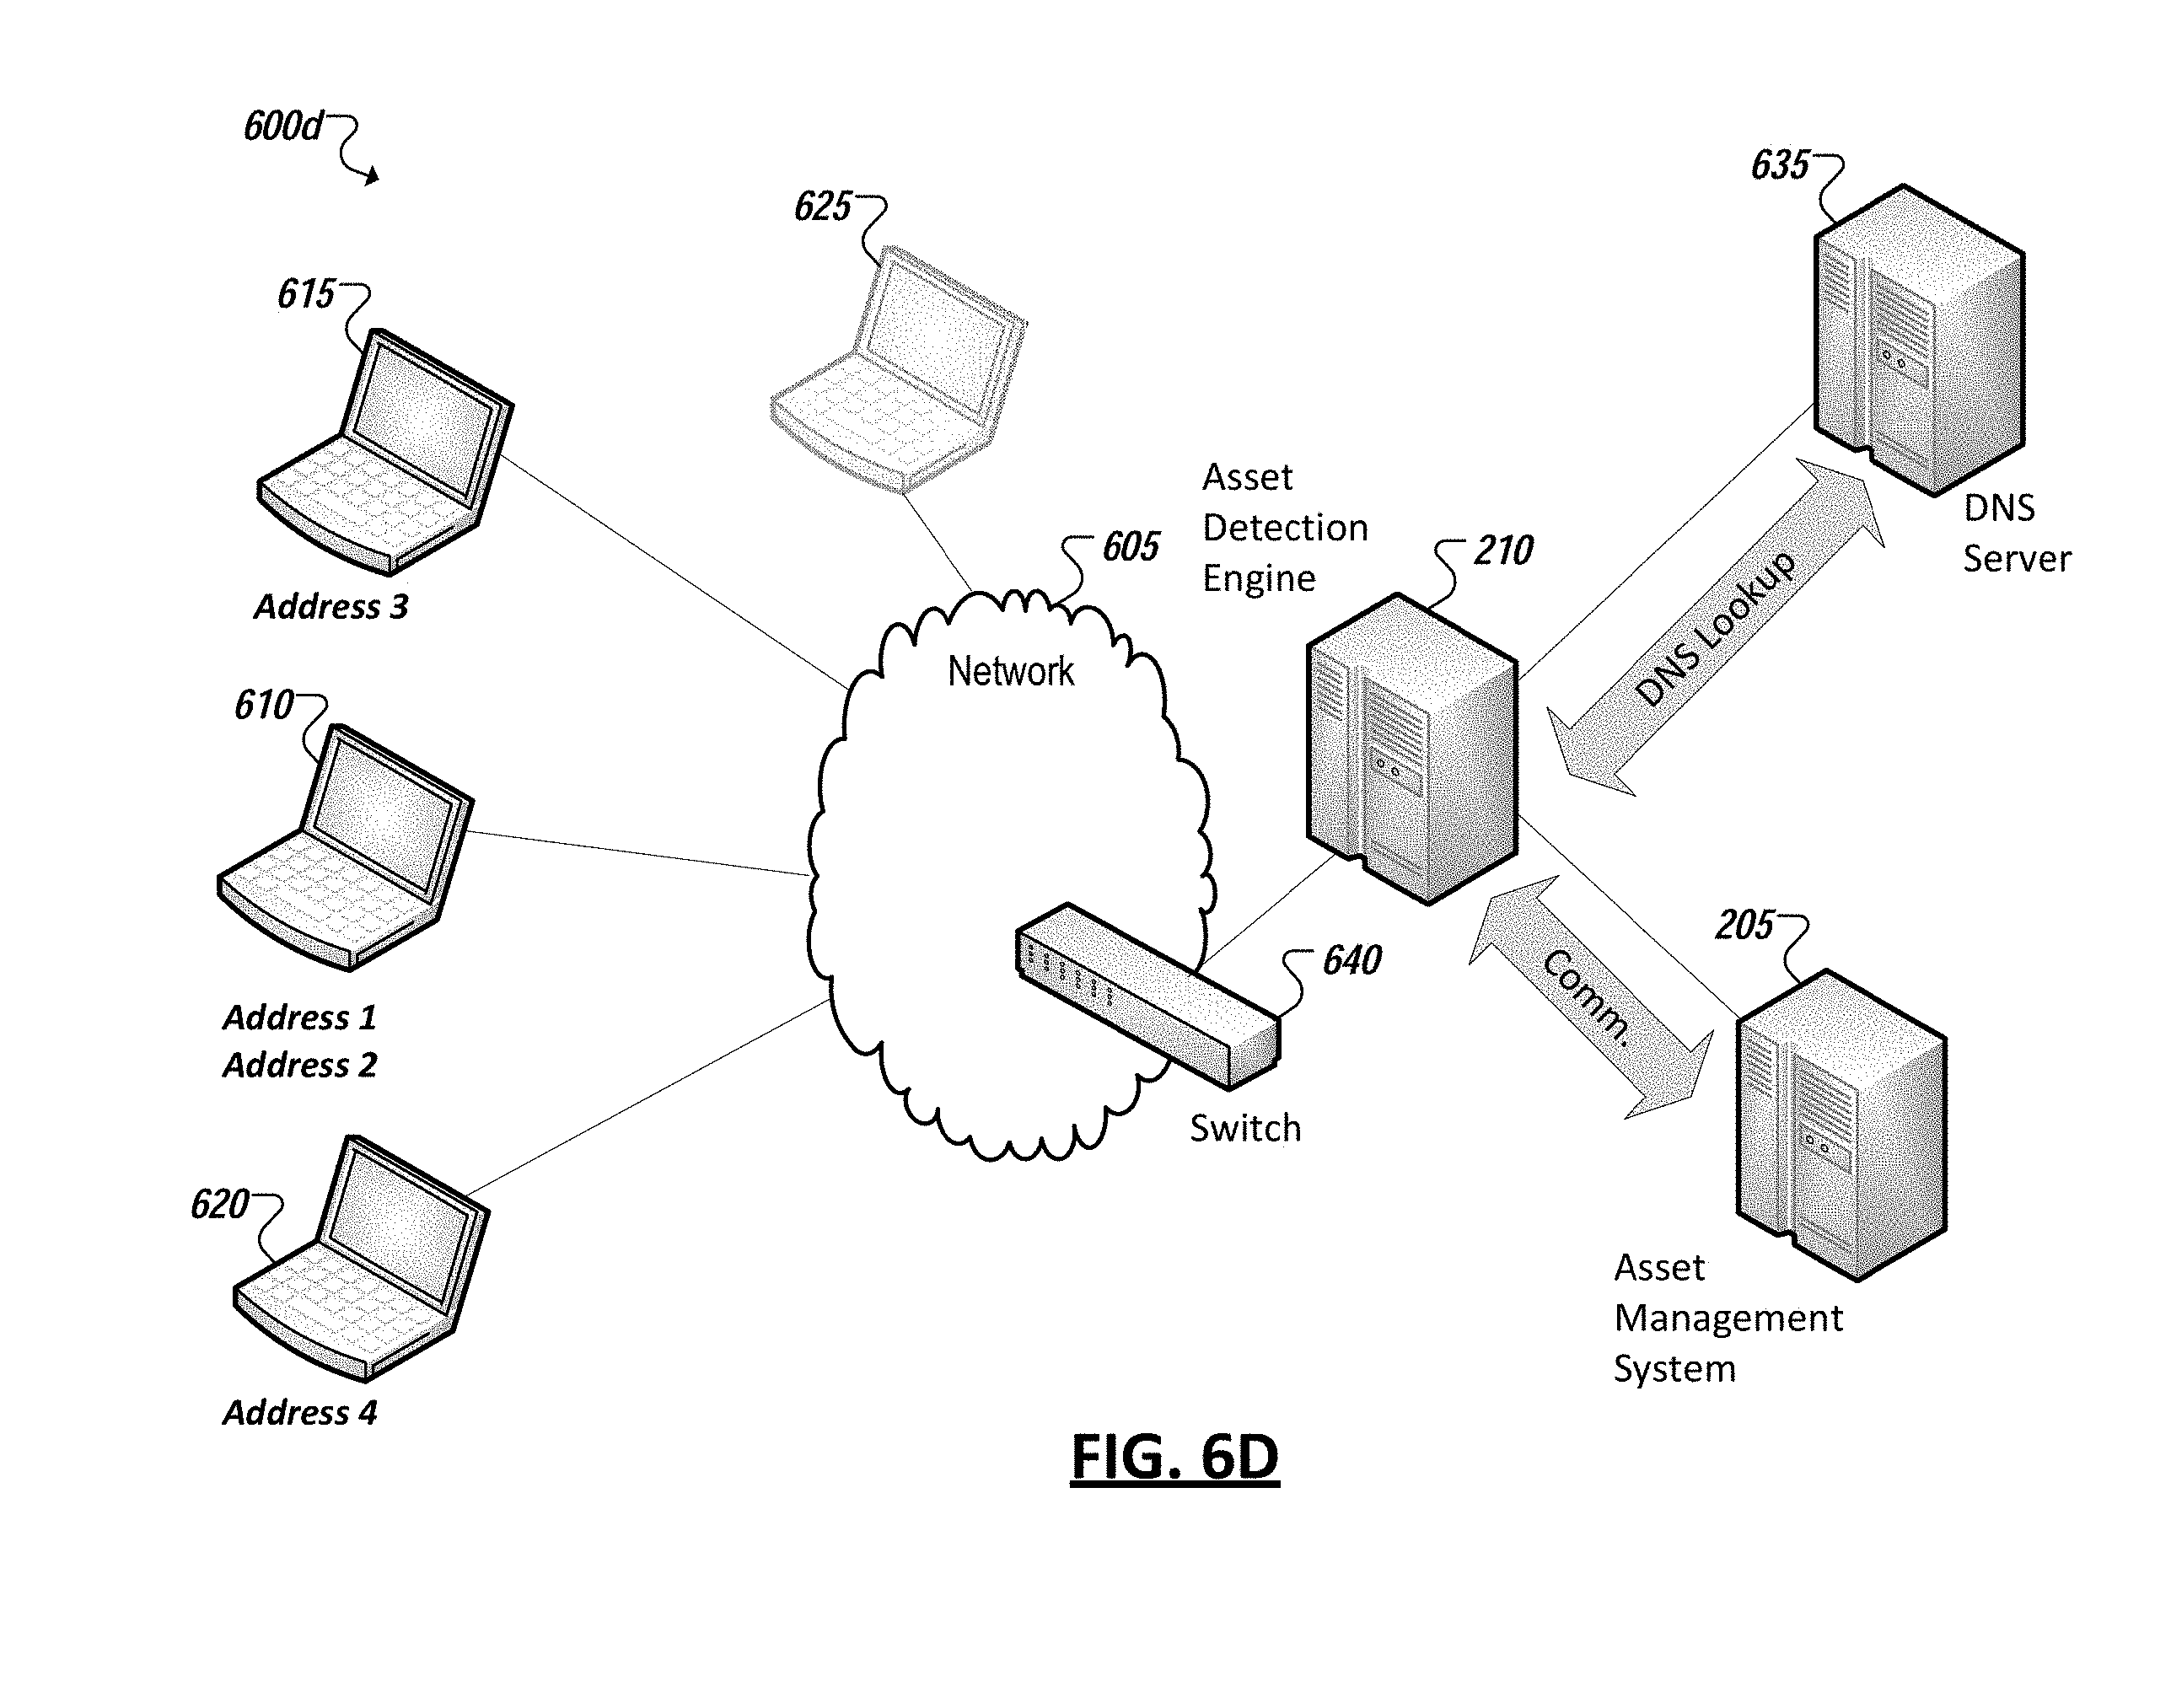 600d
635
625
615
Asset
Detection
Engine
DNS
Server
605
210
DNS Lookup
Address 3
Network
610
205
640
Comm.
Address 1
Address 2
Switch
620
Asset
Management
System
Address 4
FIG. 6D